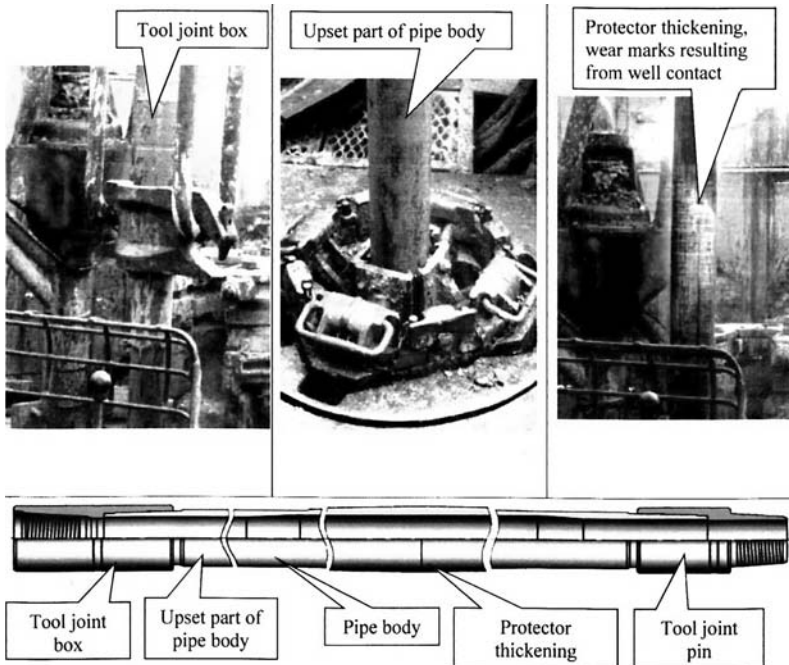 Tool joint box
Upset part of pipe body
Protector thickening,
wear marks resulting
from well contact
Tool joint
box
Upset part of
pipe body
Pipe body
Protector
thickening
Tool joint
pin